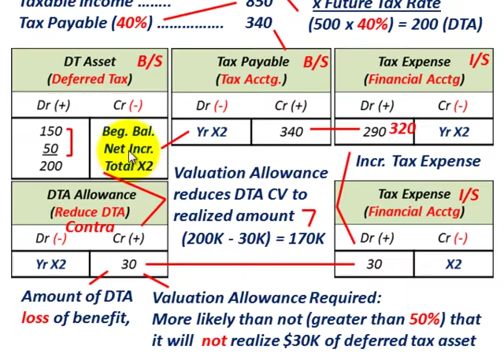 Taxable Income ........ 850 x Future Tax Rate
Tax Payable (40%) ................ 340 (500 x 40%) = 200 (DTA)
DT Asset B/S
(Deferred Tax)
Dr (+) Cr (-)
150 Beg. Bal.
50 Net Incr.
200 Total X2
Tax Payable B/S
(Tax Acctg.)
Dr (-) Cr (+)
Yr X2 340
Tax Expense I/S
(Financial Acctg)
Dr (+) Cr (-)
290 320 Yr X2
Valuation Allowance
reduces DTA CV to
realized amount
(200K - 30K) = 170K
Incr. Tax Expense
DTA Allowance
(Reduce DTA)
Contra
Dr (-) Cr (+)
Yr X2 30
Tax Expense I/S
(Financial Acctg)
Dr (+) Cr (-)
30 X2
Amount of DTA
loss of benefit,
Valuation Allowance Required:
More likely than not (greater than 50%) that
it will not realize $30K of deferred tax asset